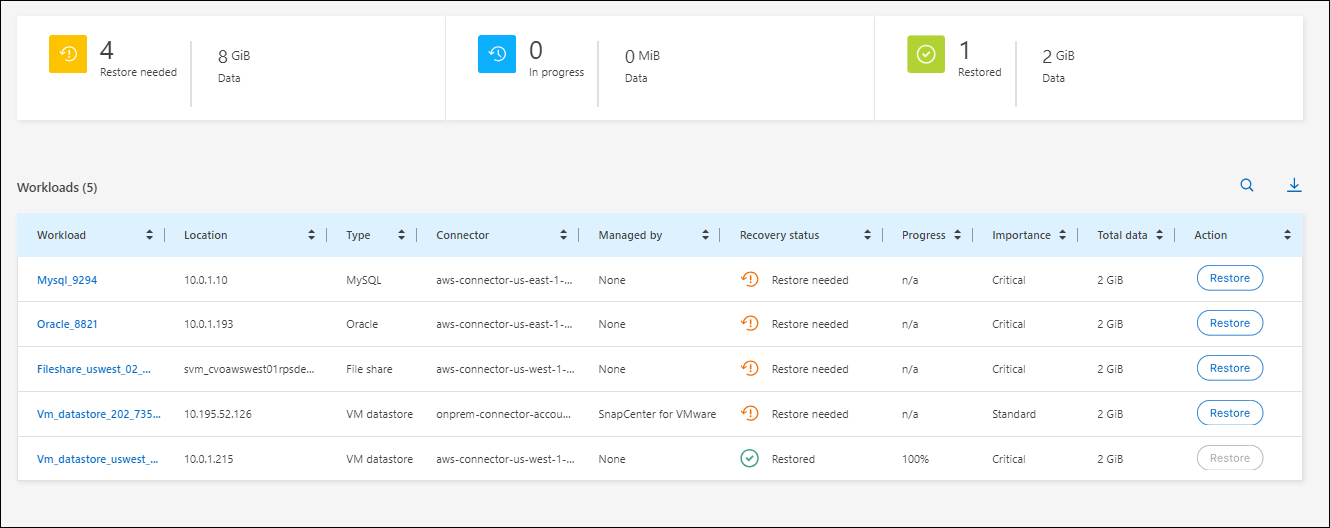 4 8 GiB 0 0 MiB 1 2 GiB
Restore needed Data In progress Data Restored Data
Workloads (5)
Workload Location Type Connector Managed by Recovery status Progress Importance Total data Action
Mysql_9294 10.0.1.10 MySQL aws-connector-us-east-1-... None Restore needed n/a Critical 2 GiB Restore
Oracle_8821 10.0.1.193 Oracle aws-connector-us-east-1-... None Restore needed n/a Critical 2 GiB Restore
Fileshare_uswest_02_... svm_cvoawswest01rpsde... File share aws-connector-us-west-1-... None Restore needed n/a Critical 2 GiB Restore
Vm_datastore_202_735... 10.195.52.126 VM datastore onprem-connector-accou... SnapCenter for VMware Restore needed n/a Standard 2 GiB Restore
Vm_datastore_uswest_... 10.0.1.215 VM datastore aws-connector-us-west-1-... None Restored 100% Critical 2 GiB Restore